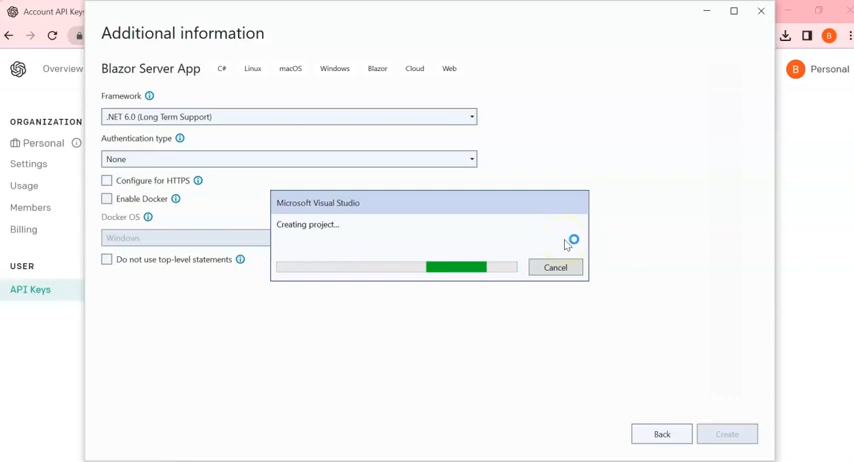 Account API Keys
Additional information
Blazor Server App C# Linux macOS Windows Blazor Cloud Web
Framework
.NET 6.0 (Long Term Support)
Authentication type
None
Configure for HTTPS
Enable Docker
Docker OS
Windows
Do not use top-level statements
Microsoft Visual Studio
Creating project...
Cancel
Back Create
Overview
B Personal
B
ORGANIZATION
Personal
Settings
Usage
Members
Billing
USER
API Keys